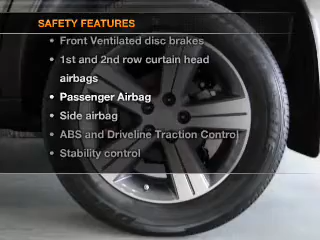 SAFETY FEATURES
• Front Ventilated disc brakes
• 1st and 2nd row curtain head
airbags
• Passenger Airbag
• Side airbag
• ABS and Driveline Traction Control
• Stability control